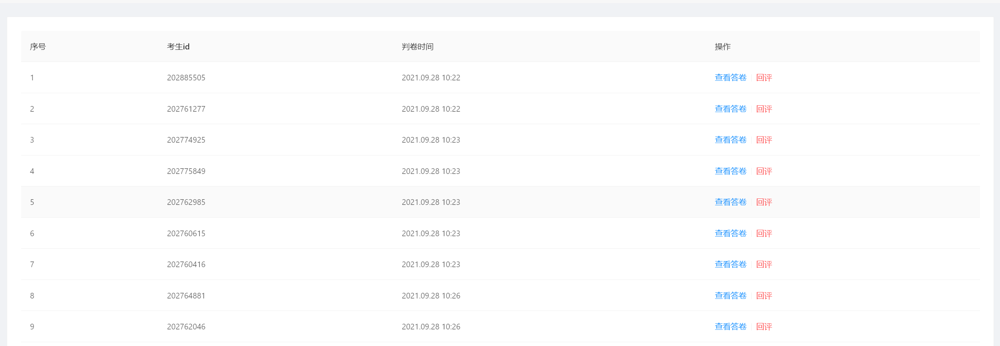 序号 考生id 判卷时间 操作
1 202885505 2021.09.28 10:22 查看答卷 回评
2 202761277 2021.09.28 10:22 查看答卷 回评
3 202774925 2021.09.28 10:23 查看答卷 回评
4 202775849 2021.09.28 10:23 查看答卷 回评
5 202762985 2021.09.28 10:23 查看答卷 回评
6 202760615 2021.09.28 10:23 查看答卷 回评
7 202760416 2021.09.28 10:23 查看答卷 回评
8 202764881 2021.09.28 10:26 查看答卷 回评
9 202762046 2021.09.28 10:26 查看答卷 回评